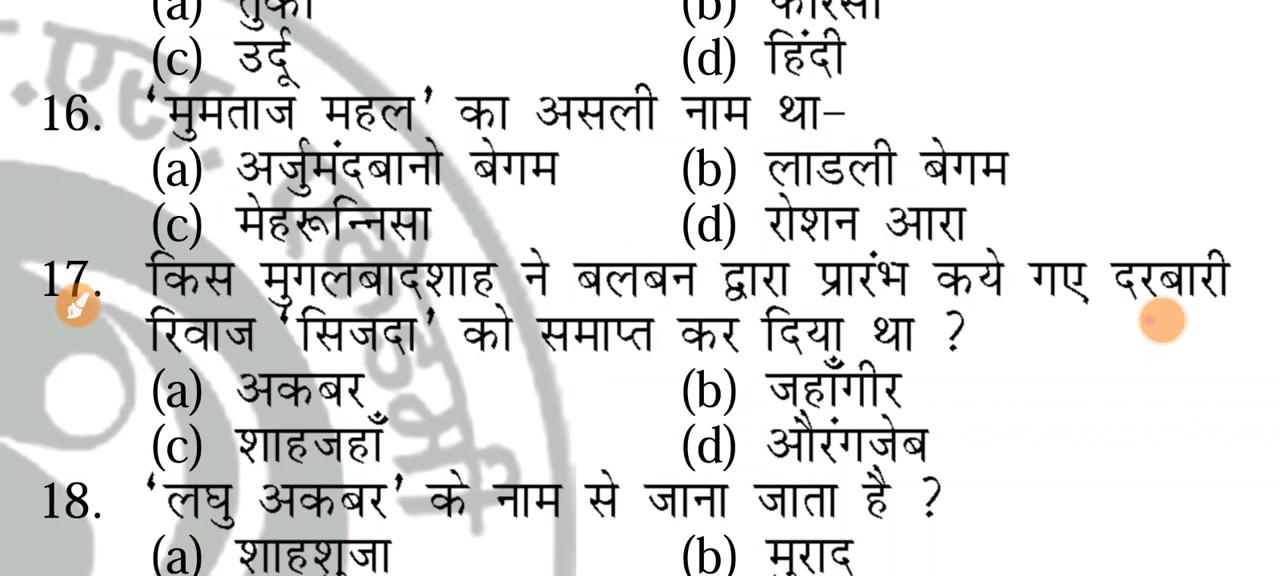 (a) तुर्की (b) फारसी
(c) उर्दू (d) हिंदी
16. ‘मुमताज महल’ का असली नाम था–
(a) अर्जुमंदबानो बेगम (b) लाडली बेगम
(c) मेहरून्निसा (d) रोशन आरा
17. किस मुगलबादशाह ने बलबन द्वारा प्रारंभ कये गए दरबारी
रिवाज ‘सिजदा’ को समाप्त कर दिया था ?
(a) अकबर (b) जहाँगीर
(c) शाहजहाँ (d) औरंगजेब
18. ‘लघु अकबर’ के नाम से जाना जाता है ?
(a) शाहशुजा (b) मुराद